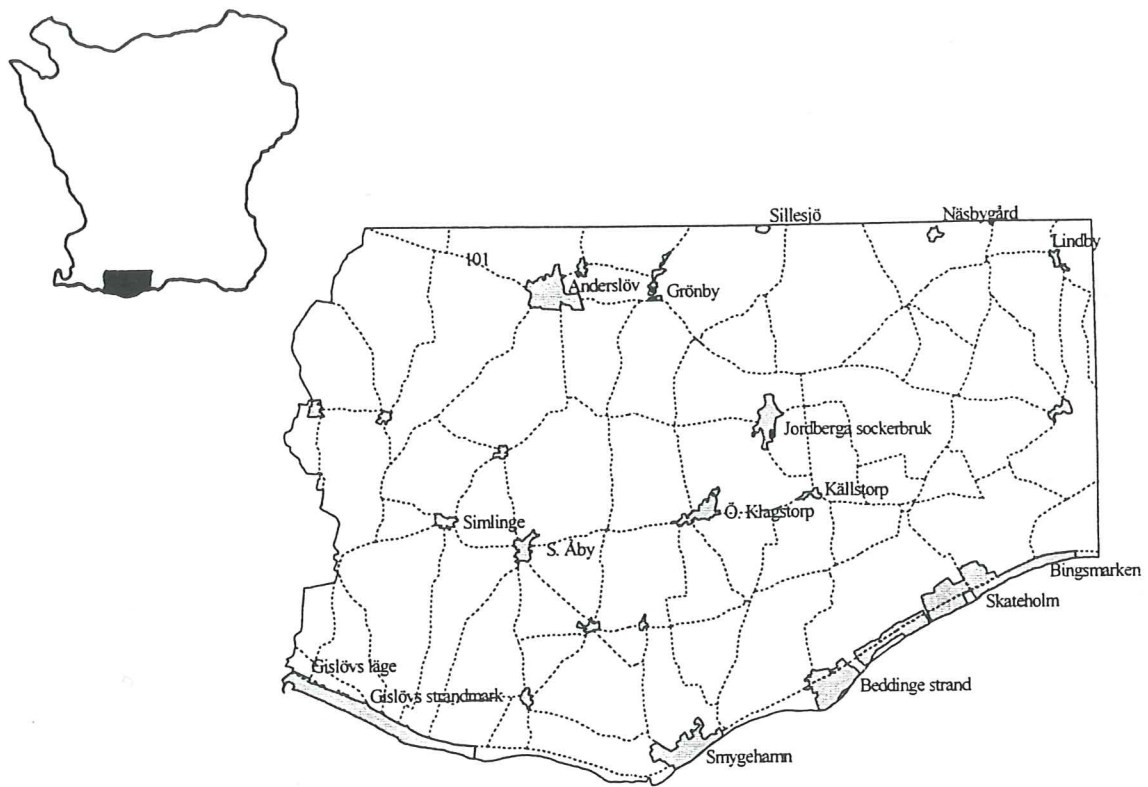 Sillesjö
Näsbygård
Lindby
101
Anderslöv
Grönby
Jordberga sockerbruk
Källstorp
Ö. Klagstorp
Simlinge
S. Åby
Bingsmarken
Skateholm
Gislövs läge
Gislövs strandmark
Beddinge strand
Smygehamn